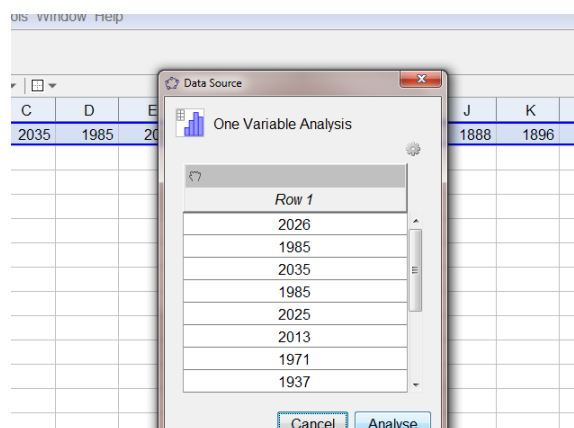 ols Window Help
Data Source
x
C D E J K
One Variable Analysis
2035 1985 20 1888 1896
Row 1
2026
1985
2035
1985
2025
2013
1971
1937
Cancel Analyse